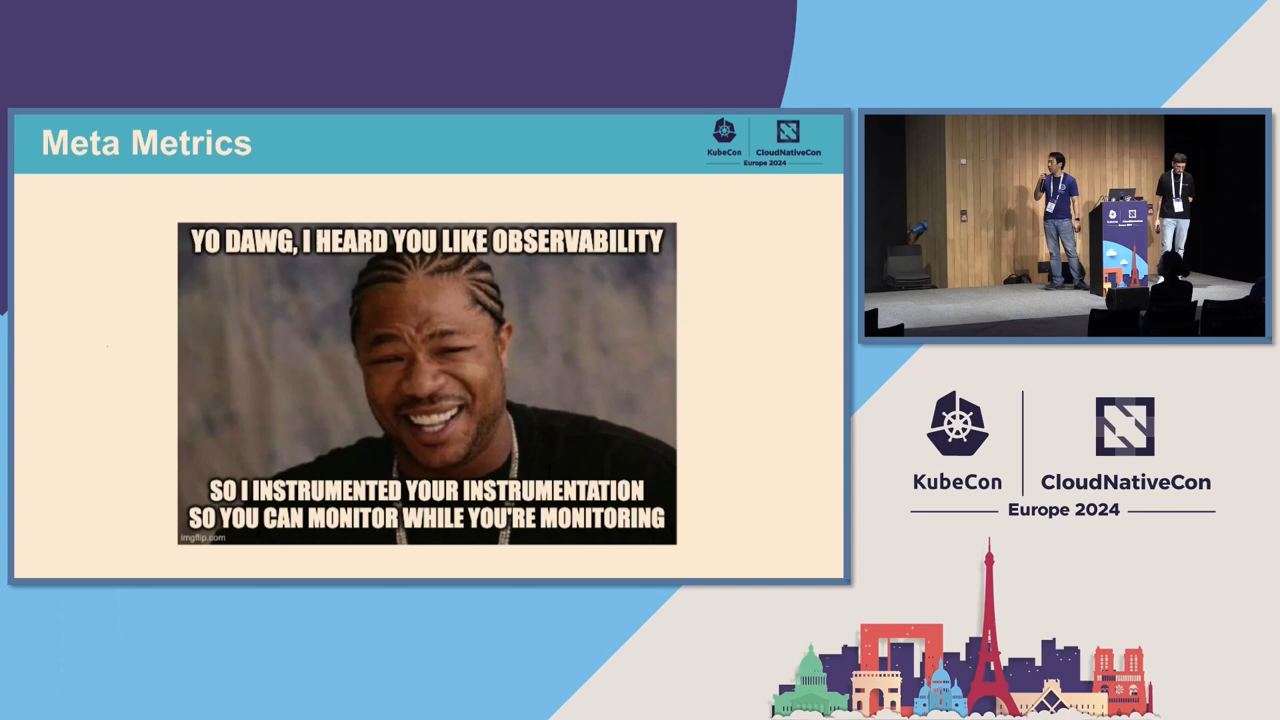 Meta Metrics
KubeCon
CloudNativeCon
Europe 2024
YO DAWG, I HEARD YOU LIKE OBSERVABILITY
SO I INSTRUMENTED YOUR INSTRUMENTATION
SO YOU CAN MONITOR WHILE YOU'RE MONITORING
imgflip.com
KubeCon
CloudNativeCon
Europe 2024